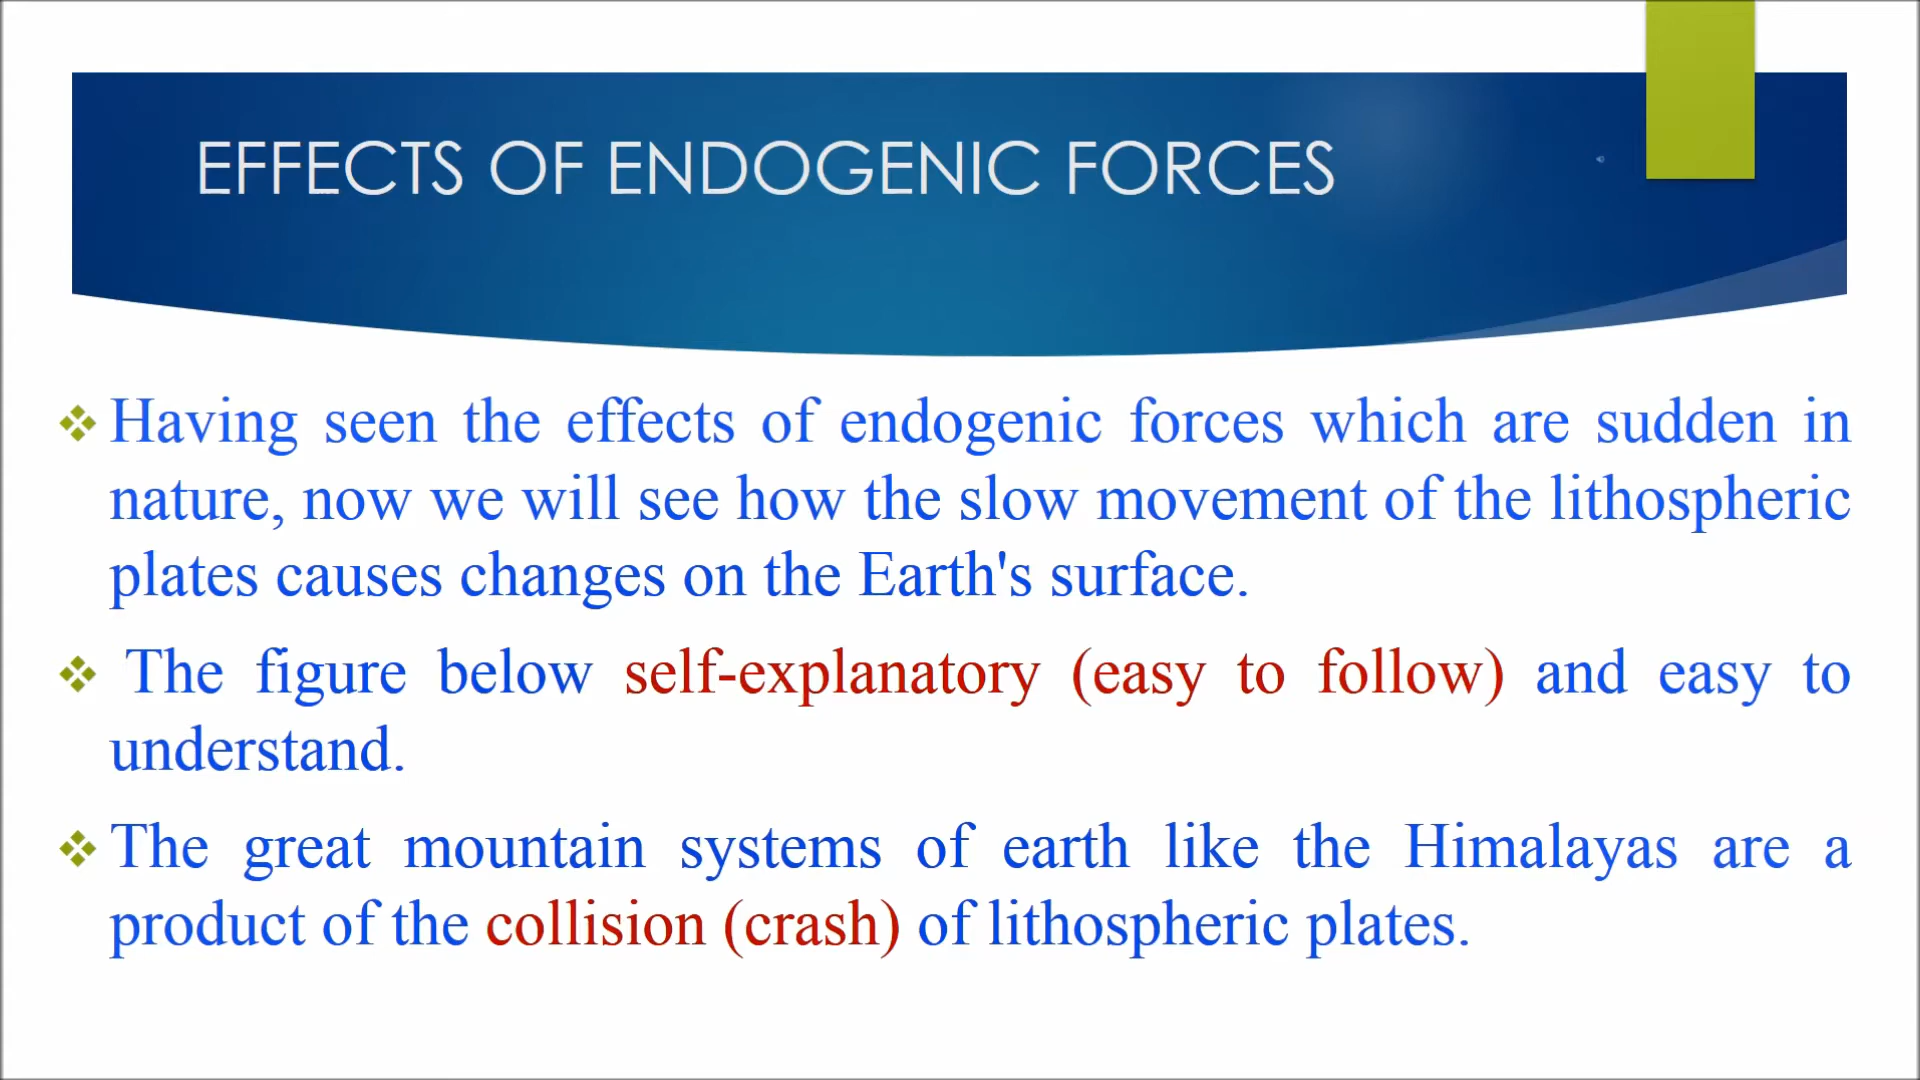 EFFECTS OF ENDOGENIC FORCES
Having seen the effects of endogenic forces which are sudden in
nature, now we will see how the slow movement of the lithospheric
plates causes changes on the Earth's surface.
The figure below self-explanatory (easy to follow) and easy to
understand.
The great mountain systems of earth like the Himalayas are a
product of the collision (crash) of lithospheric plates.